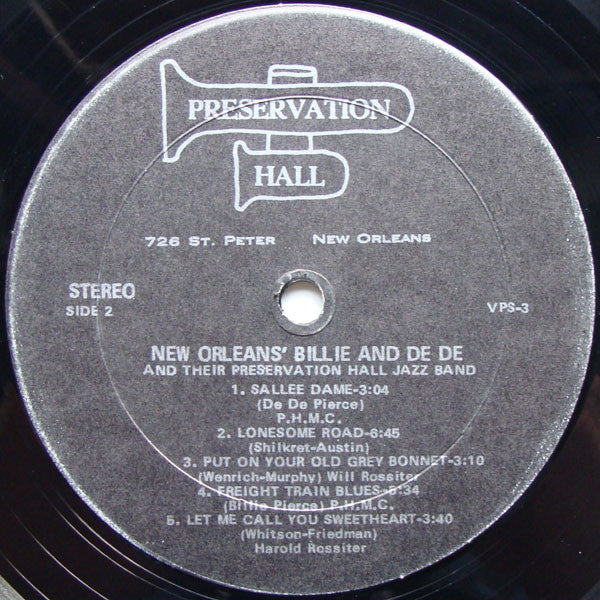 PRESERVATION
HALL
726 ST. PETER NEW ORLEANS
STEREO
SIDE 2
VPS-3
NEW ORLEANS' BILLIE AND DE DE
AND THEIR PRESERVATION HALL JAZZ BAND
1. SALLEE DAME-3:04
(De De Pierce)
P.H.M.C.
2. LONESOME ROAD-6:45
(Shilkret-Austin)
3. PUT ON YOUR OLD GREY BONNET-3:10
(Wenrich-Murphy) Will Rossiter
4. FREIGHT TRAIN BLUES-5:34
(Billie Pierce) P.H.M.C.
5. LET ME CALL YOU SWEETHEART-3:40
(Whitson-Friedman)
Harold Rossiter